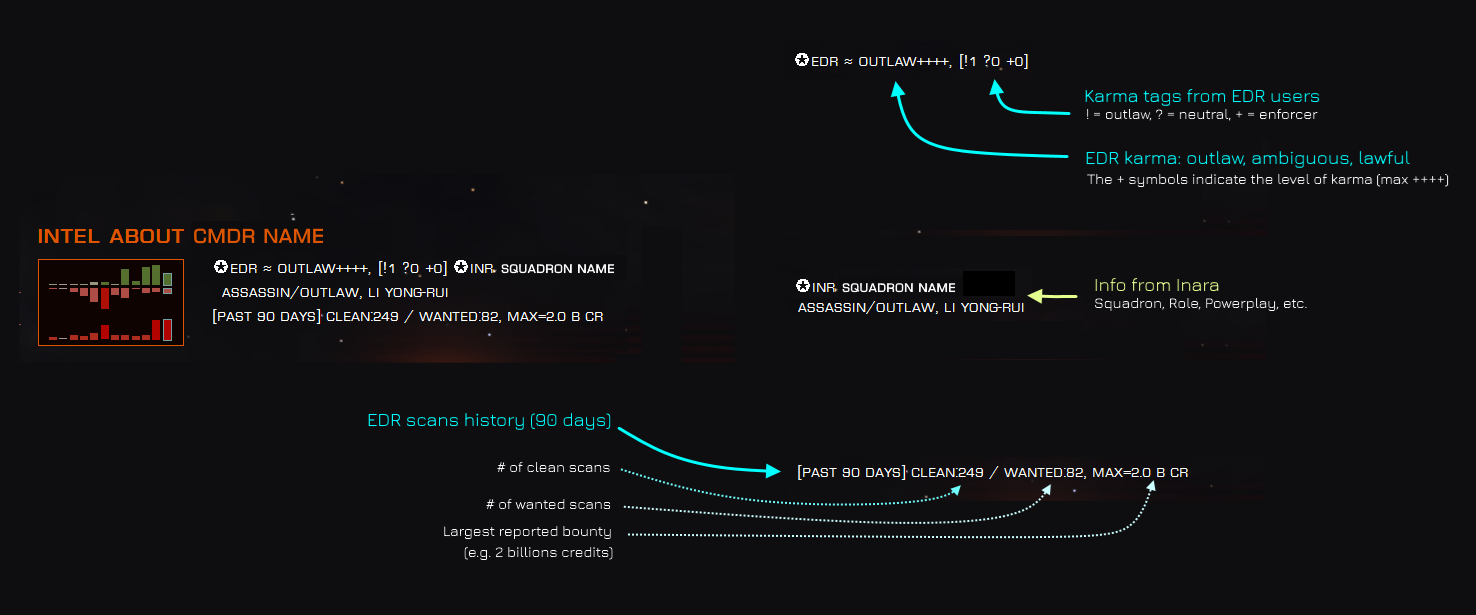 EDR ≈ OUTLAW++++, [!1 ?0 +0]
Karma tags from EDR users
! = outlaw, ? = neutral, + = enforcer
EDR karma: outlaw, ambiguous, lawful
The + symbols indicate the level of karma (max ++++)
INTEL ABOUT CMDR NAME
EDR ≈ OUTLAW++++, [!1 ?0 +0] INR SQUADRON NAME
ASSASSIN/OUTLAW, LI YONG-RUI
[PAST 90 DAYS]: CLEAN:249 / WANTED:82, MAX=2.0 B CR
INR SQUADRON NAME
ASSASSIN/OUTLAW, LI YONG-RUI
Info from Inara
Squadron, Role, Powerplay, etc.
EDR scans history (90 days)
# of clean scans
# of wanted scans
Largest reported bounty
(e.g. 2 billions credits)
[PAST 90 DAYS]: CLEAN:249 / WANTED:82, MAX=2.0 B CR